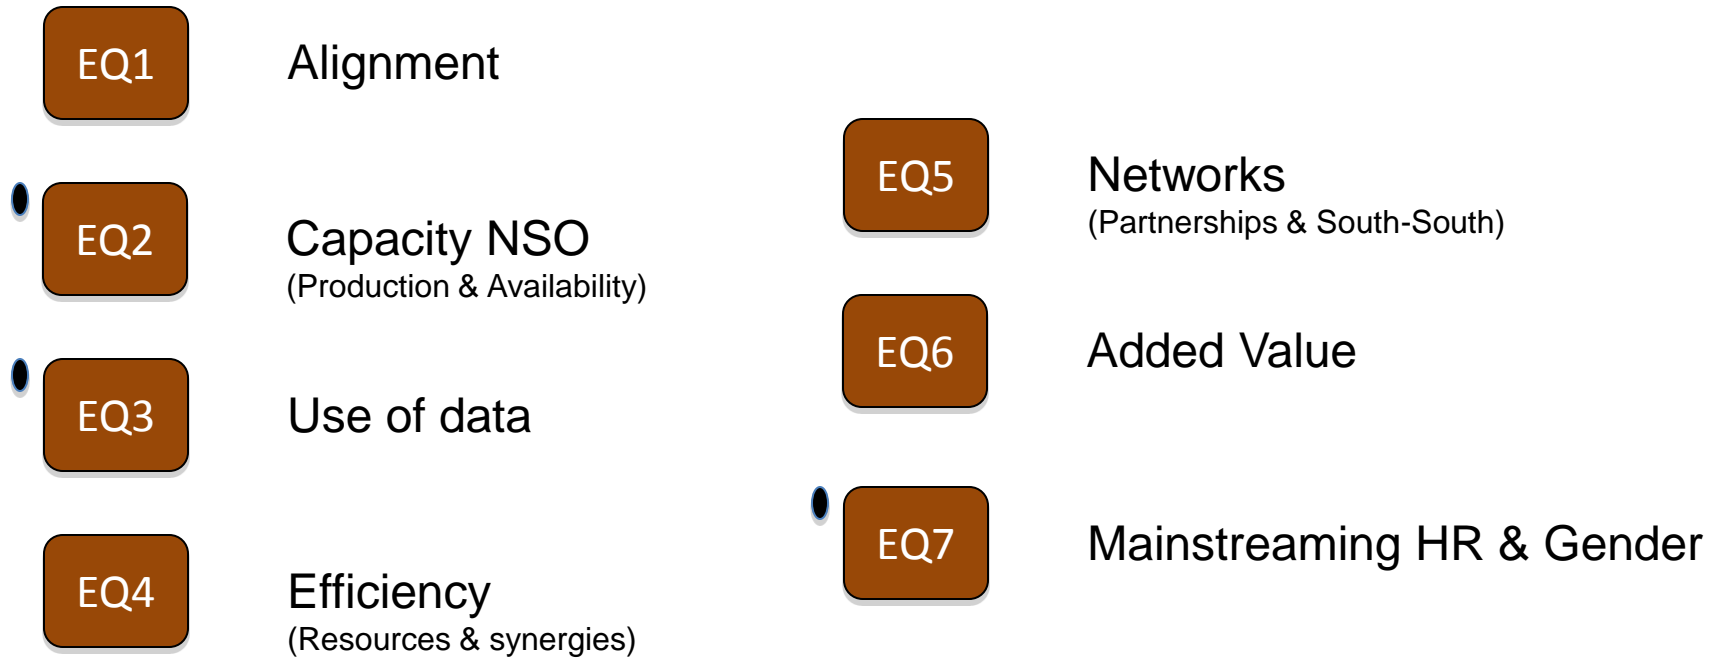 EQ1 Alignment
EQ2 Capacity NSO
(Production & Availability)
EQ3 Use of data
EQ4 Efficiency
(Resources & synergies)
EQ5 Networks
(Partnerships & South-South)
EQ6 Added Value
EQ7 Mainstreaming HR & Gender